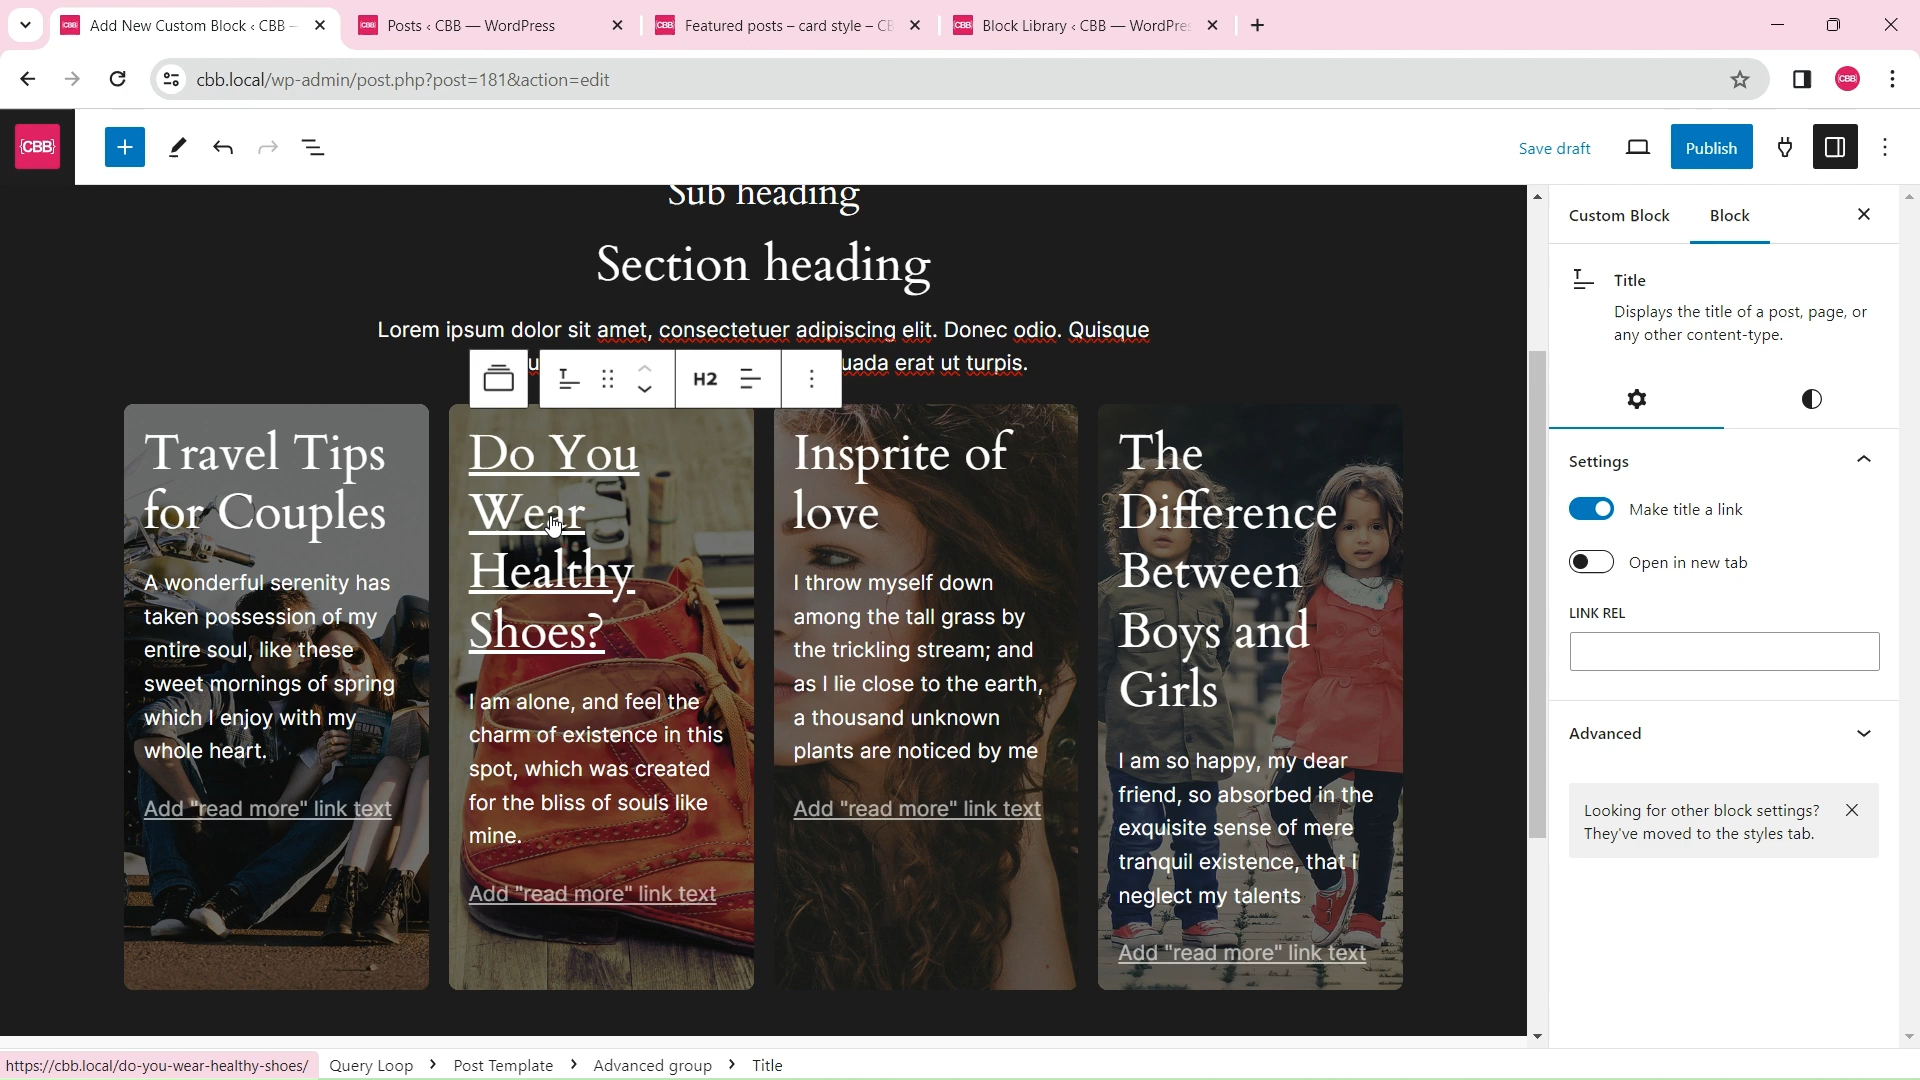 Add New Custom Block ‹ CBB –
Posts ‹ CBB — WordPress
Featured posts – card style – CB
Block Library ‹ CBB — WordPre
cbb.local/wp-admin/post.php?post=181&action=edit
{CBB}
Save draft
Publish
Sub heading
Section heading
Lorem ipsum dolor sit amet, consectetuer adipiscing elit. Donec odio. Quisque
uada erat ut turpis.
H2
Travel Tips
for Couples
A wonderful serenity has
taken possession of my
entire soul, like these
sweet mornings of spring
which I enjoy with my
whole heart.
Add "read more" link text
Do You
Wear
Healthy
Shoes?
I am alone, and feel the
charm of existence in this
spot, which was created
for the bliss of souls like
mine.
Add "read more" link text
Insprite of
love
I throw myself down
among the tall grass by
the trickling stream; and
as I lie close to the earth,
a thousand unknown
plants are noticed by me
Add "read more" link text
The
Difference
Between
Boys and
Girls
I am so happy, my dear
friend, so absorbed in the
exquisite sense of mere
tranquil existence, that I
neglect my talents
Add "read more" link text
Custom Block
Block
Title
Displays the title of a post, page, or
any other content-type.
Settings
Make title a link
Open in new tab
LINK REL
Advanced
Looking for other block settings?
They've moved to the styles tab.
https://cbb.local/do-you-wear-healthy-shoes/
Query Loop > Post Template > Advanced group > Title